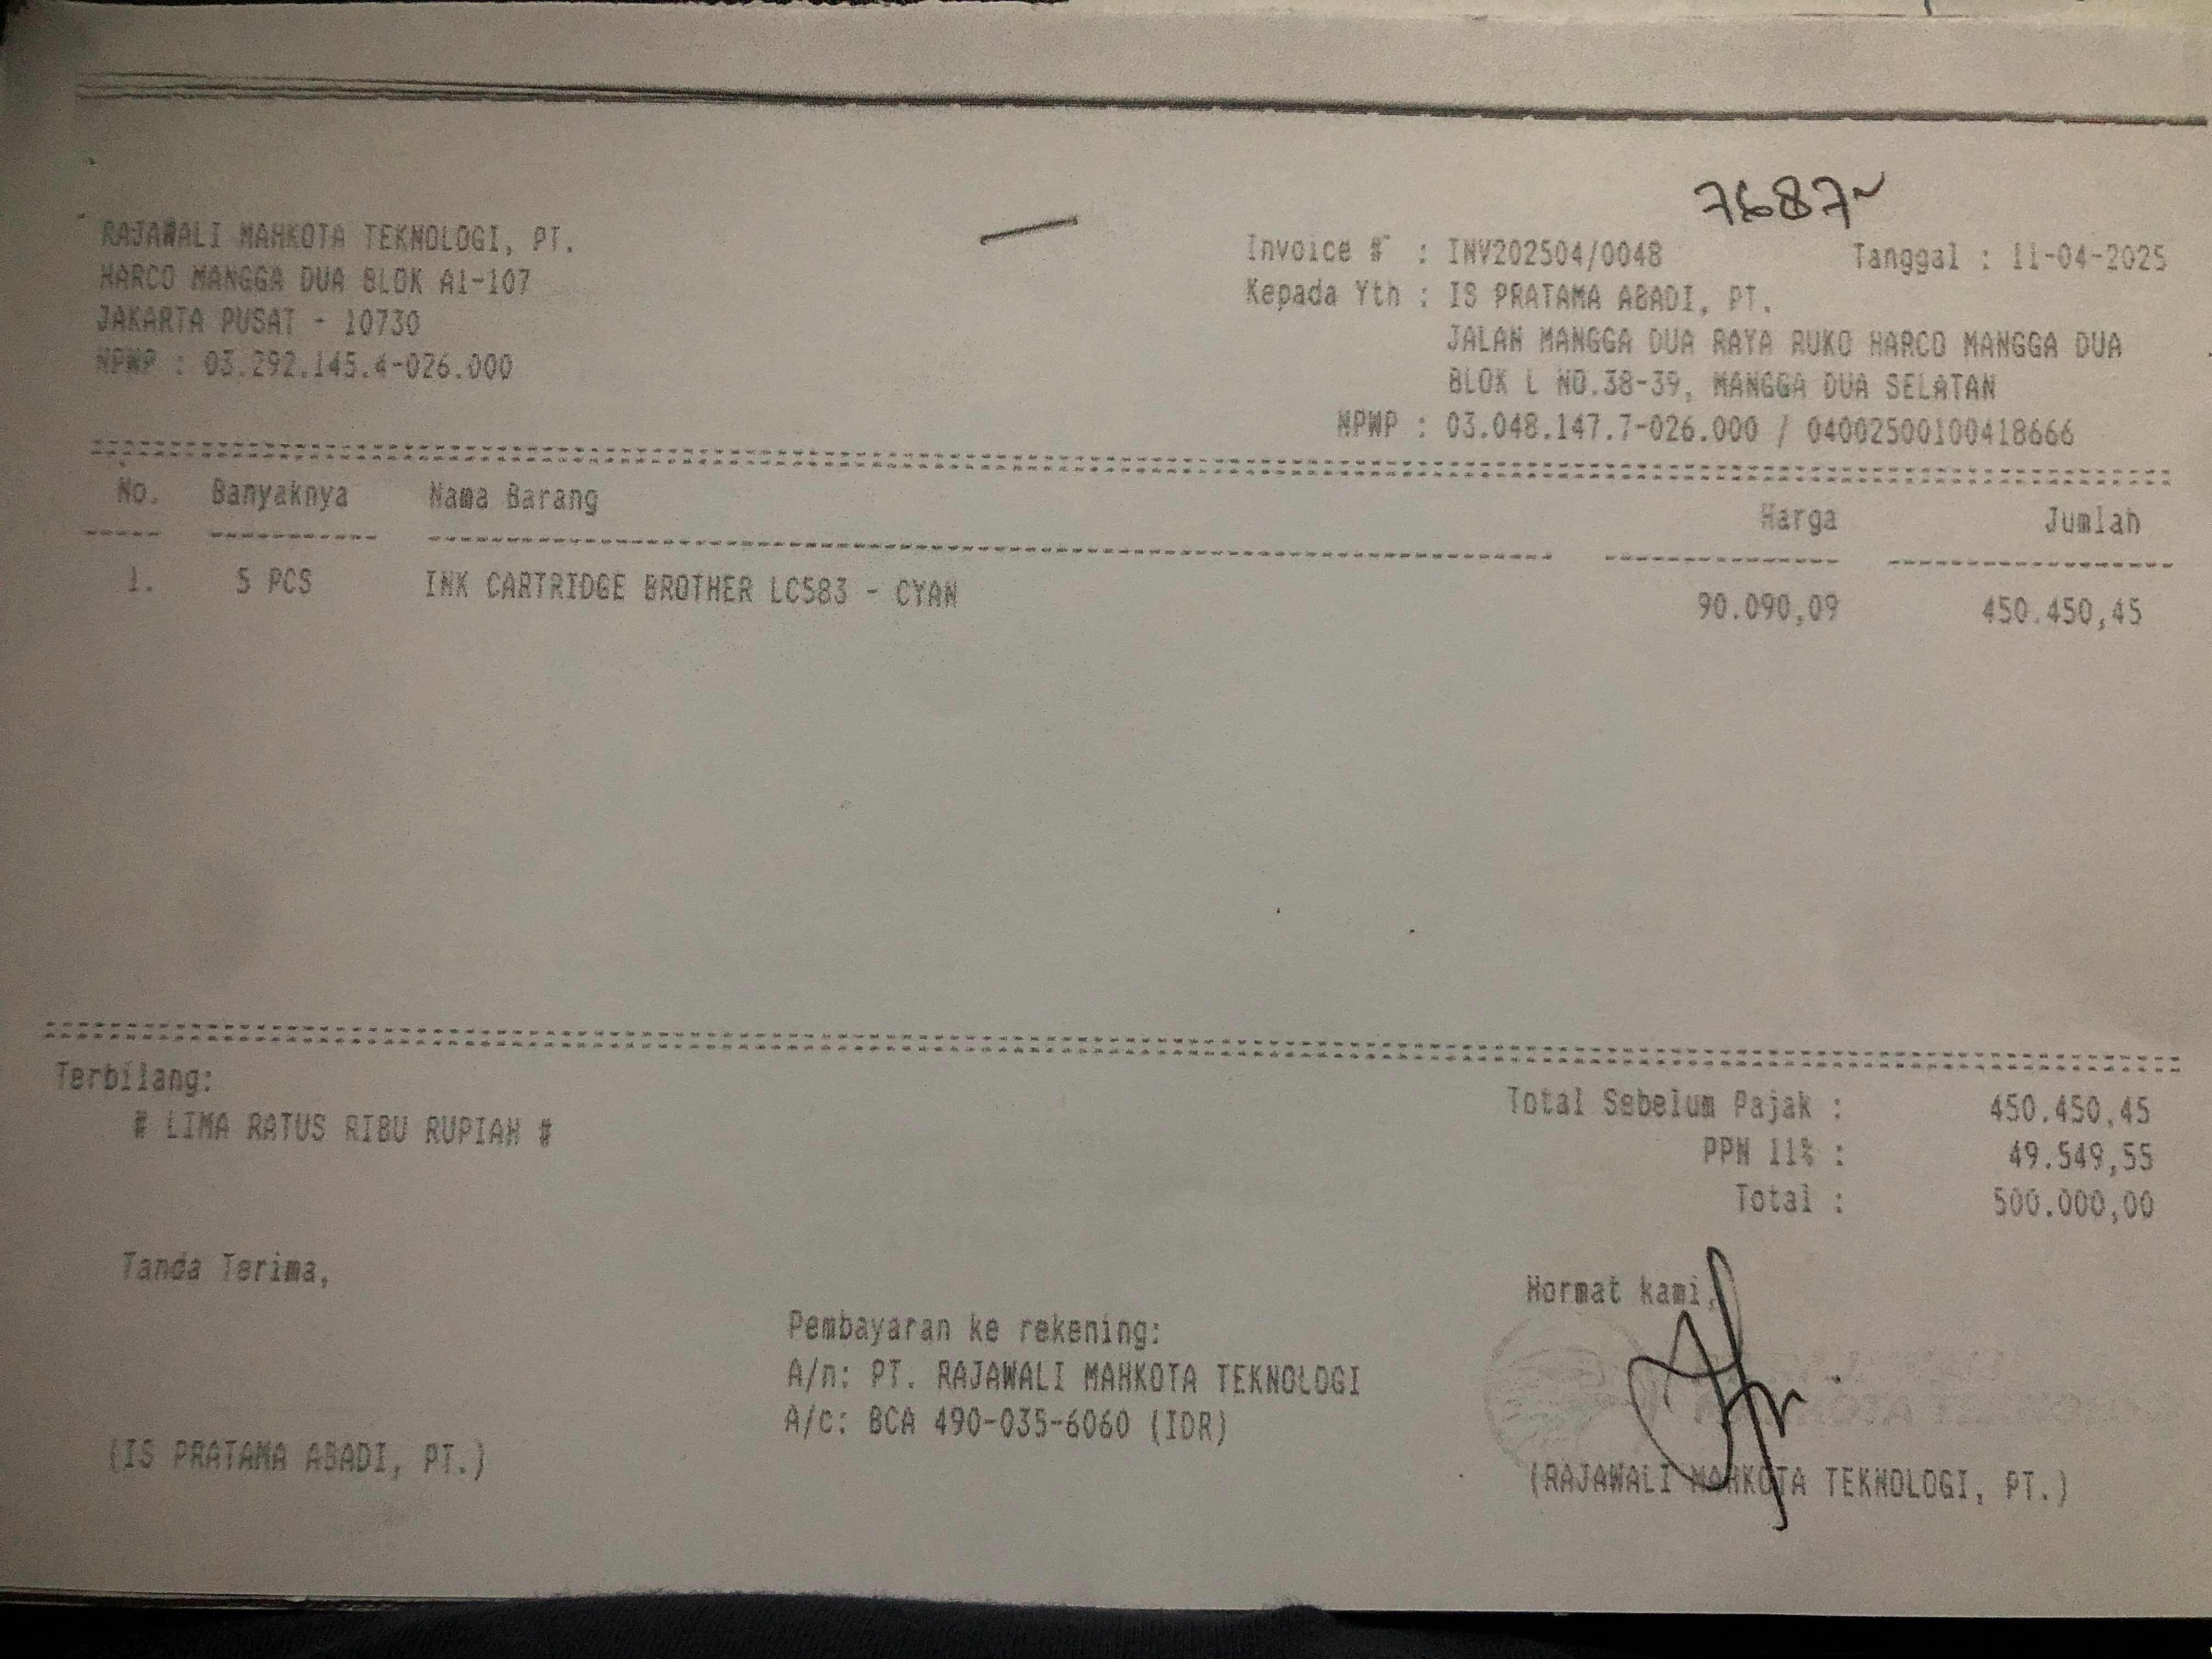 7687
RAJAWALI MAHKOTA TEKNOLOGI, PT.
HARCO MANGGA DUA BLOK A1-107
JAKARTA PUSAT - 10730
NPWP : 03.292.145.4-026.000
Invoice # : INV202504/0048 Tanggal : 11-04-2025
Kepada Yth : IS PRATAMA ABADI, PT.
JALAN MANGGA DUA RAYA RUKO HARCO MANGGA DUA
BLOK L NO.38-39, MANGGA DUA SELATAN
NPWP : 03.048.147.7-026.000 / 04002500100418666
No. Banyaknya Nama Barang Harga Jumlah
1. 5 PCS INK CARTRIDGE BROTHER LC583 - CYAN 90.090,09 450.450,45
Terbilang:
# LIMA RATUS RIBU RUPIAH #
Total Sebelum Pajak : 450.450,45
PPN 11% : 49.549,55
Total : 500.000,00
Tanda Terima,
(IS PRATAMA ABADI, PT.)
Pembayaran ke rekening:
A/n: PT. RAJAWALI MAHKOTA TEKNOLOGI
A/c: BCA 490-035-6060 (IDR)
Hormat kami,
(RAJAWALI MAHKOTA TEKNOLOGI, PT.)